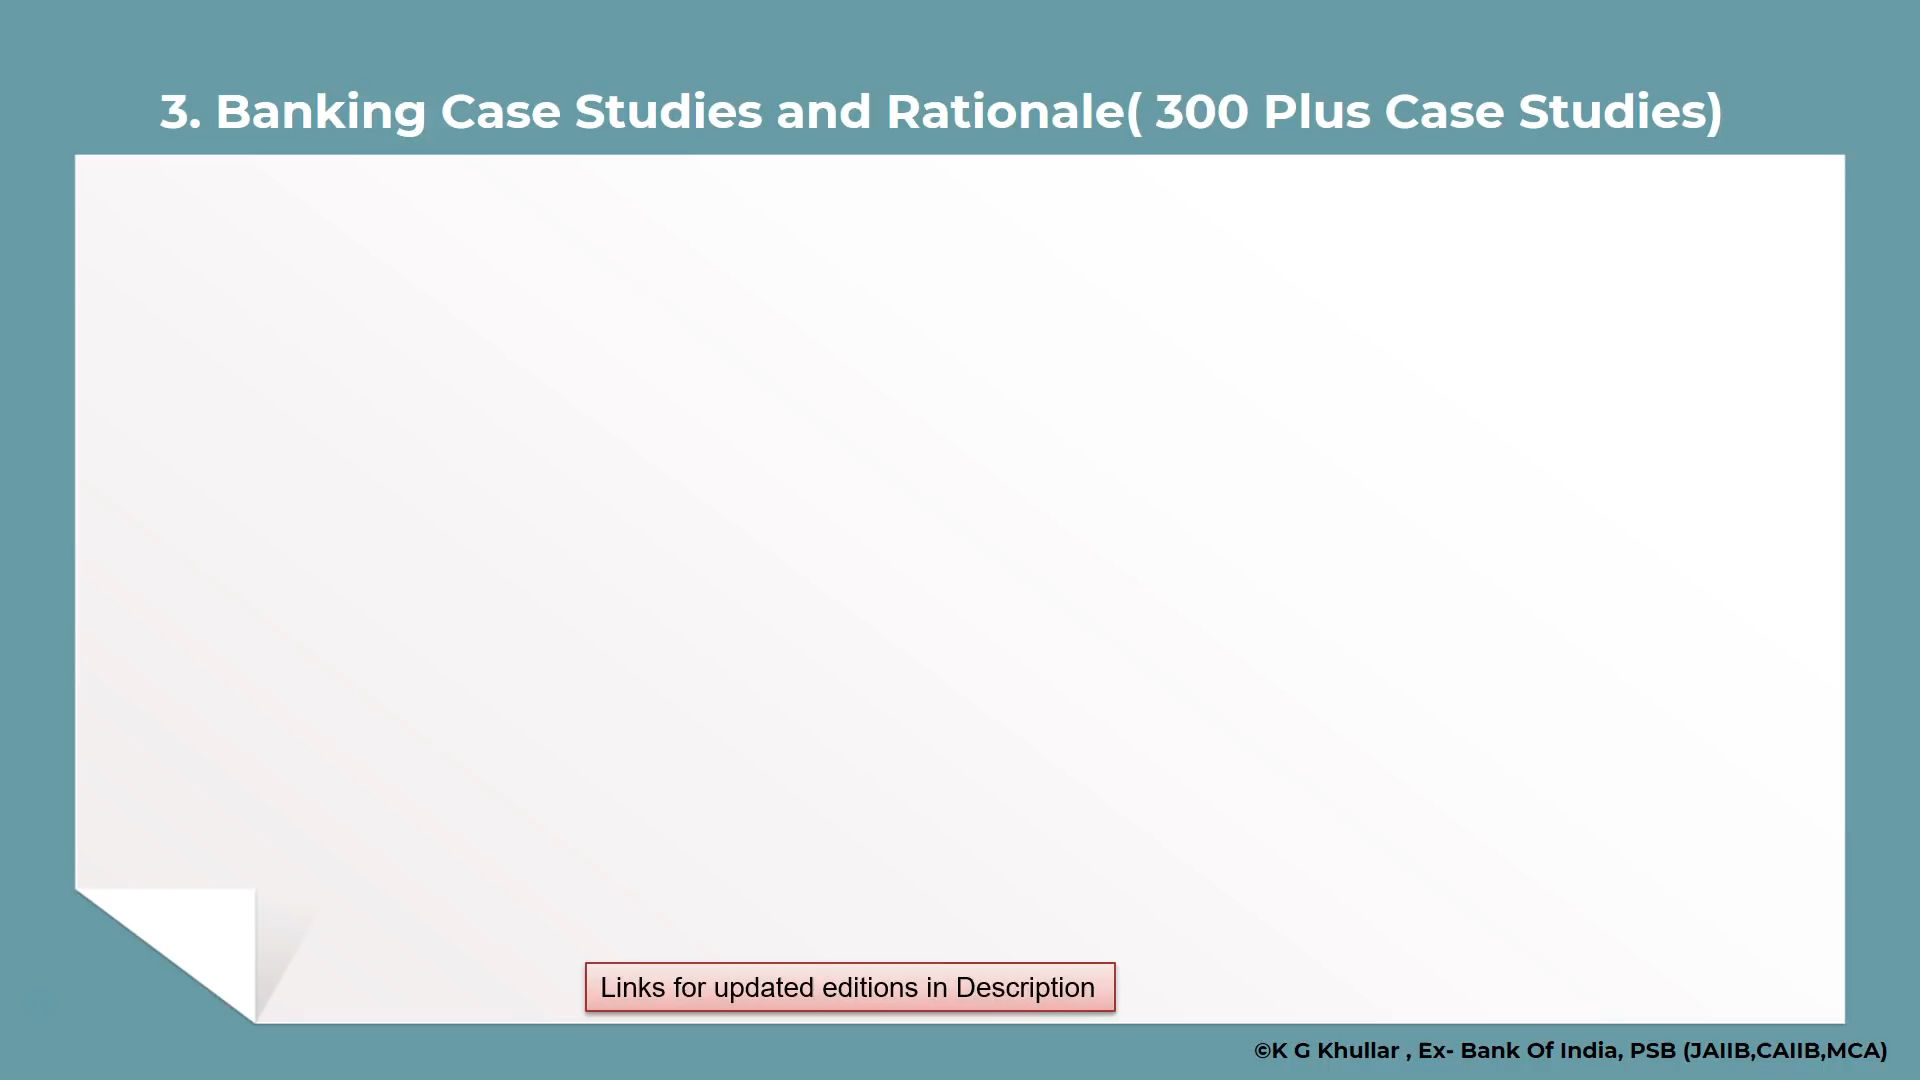 3. Banking Case Studies and Rationale( 300 Plus Case Studies)
Links for updated editions in Description
©K G Khullar , Ex- Bank Of India, PSB (JAIIB,CAIIB,MCA)